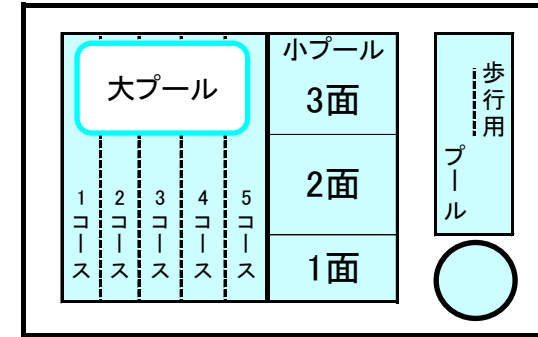 大プール
1コース
2コース
3コース
4コース
5コース
小プール
3面
2面
1面
歩行用
プール